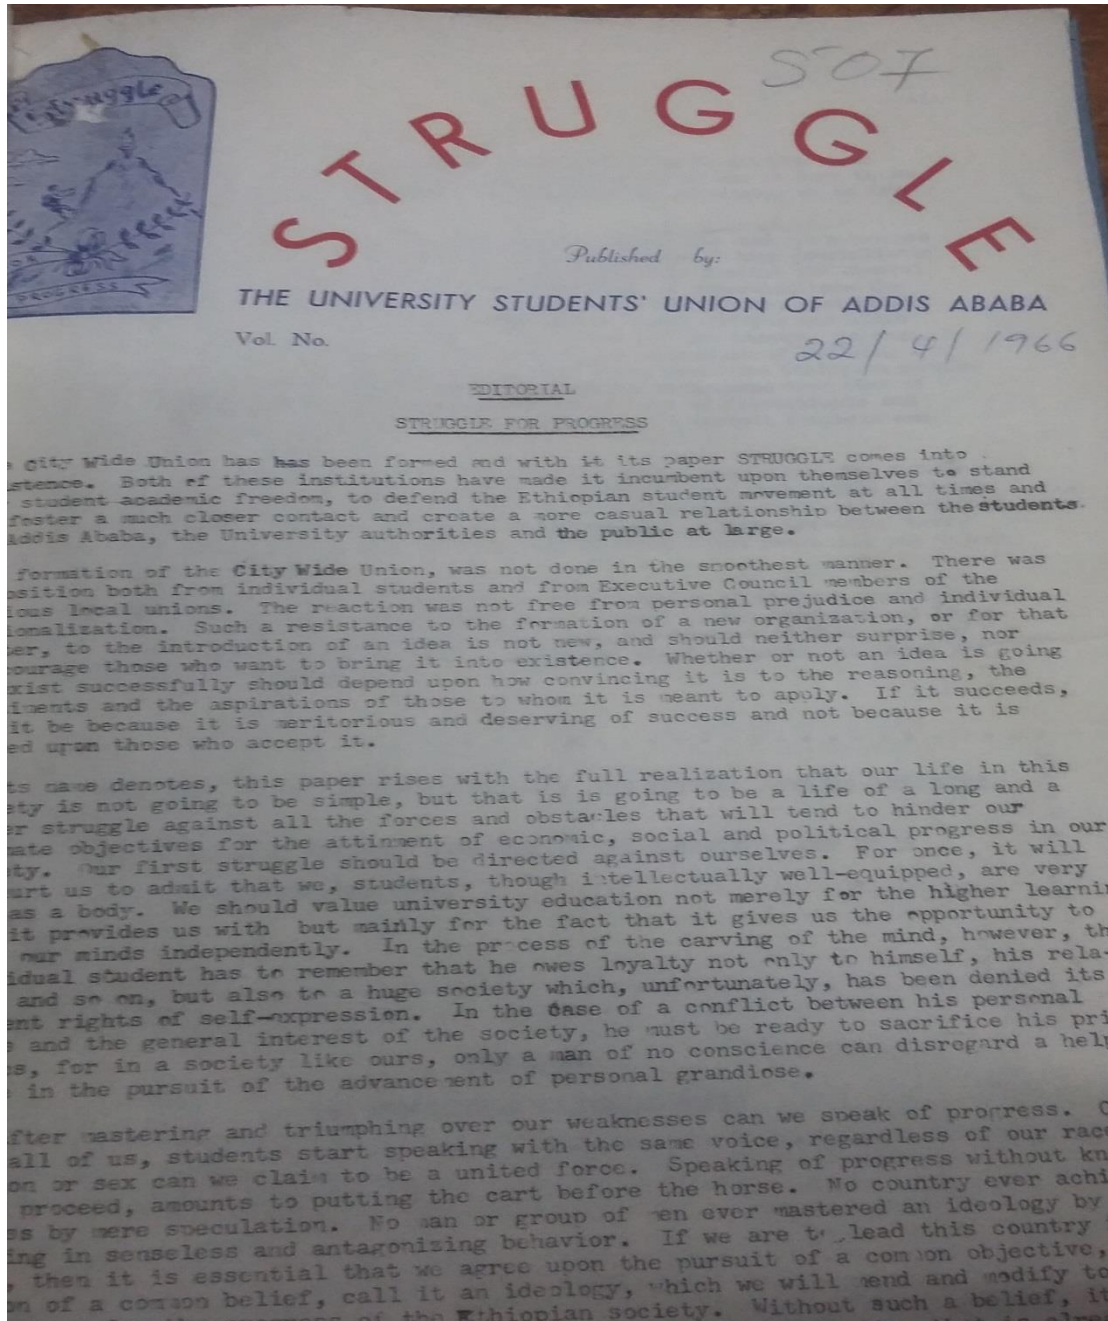 Struggle
PROGRESS
507
STRUGGLE
Published by:
THE UNIVERSITY STUDENTS' UNION OF ADDIS ABABA
Vol. No.
22/4/1966
EDITORIAL
STRUGGLE FOR PROGRESS
City Wide Union has has been formed and with it its paper STRUGGLE comes into
stence. Both of these institutions have made it incumbent upon themselves to stand
student academic freedom, to defend the Ethiopian student movement at all times and
foster a much closer contact and create a more casual relationship between the students
Addis Ababa, the University authorities and the public at large.
formation of the City Wide Union, was not done in the smoothest manner. There was
osition both from individual students and from Executive Council members of the
ious local unions. The reaction was not free from personal prejudice and individual
ionalization. Such a resistance to the formation of a new organization, or for that
er, to the introduction of an idea is not new, and should neither surprise, nor
ourage those who want to bring it into existence. Whether or not an idea is going
xist successfully should depend upon how convincing it is to the reasoning, the
iments and the aspirations of those to whom it is meant to apply. If it succeeds,
it be because it is meritorious and deserving of success and not because it is
ed upon those who accept it.
ts name denotes, this paper rises with the full realization that our life in this
ety is not going to be simple, but that is is going to be a life of a long and a
er struggle against all the forces and obstacles that will tend to hinder our
mate objectives for the attinment of economic, social and political progress in our
ty. Our first struggle should be directed against ourselves. For once, it will
urt us to admit that we, students, though intellectually well-equipped, are very
as a body. We should value university education not merely for the higher learnin
it provides us with but mainly for the fact that it gives us the opportunity to
our minds independently. In the process of the carving of the mind, however, th
idual student has to remember that he owes loyalty not only to himself, his rela-
and so on, but also to a huge society which, unfortunately, has been denied its
ent rights of self-expression. In the case of a conflict between his personal
and the general interest of the society, he must be ready to sacrifice his pri
s, for in a society like ours, only a man of no conscience can disregard a help
in the pursuit of the advancement of personal grandiose.
fter mastering and triumphing over our weaknesses can we speak of progress.
all of us, students start speaking with the same voice, regardless of our race
on or sex can we claim to be a united force. Speaking of progress without kn
proceed, amounts to putting the cart before the horse. No country ever achi
ss by mere speculation. No man or group of men ever mastered an ideology by
ing in senseless and antagonizing behavior. If we are to lead this country
, then it is essential that we agree upon the pursuit of a common objective,
on of a common belief, call it an ideology, which we will mend and modify to
of the Ethiopian society. Without such a belief, it